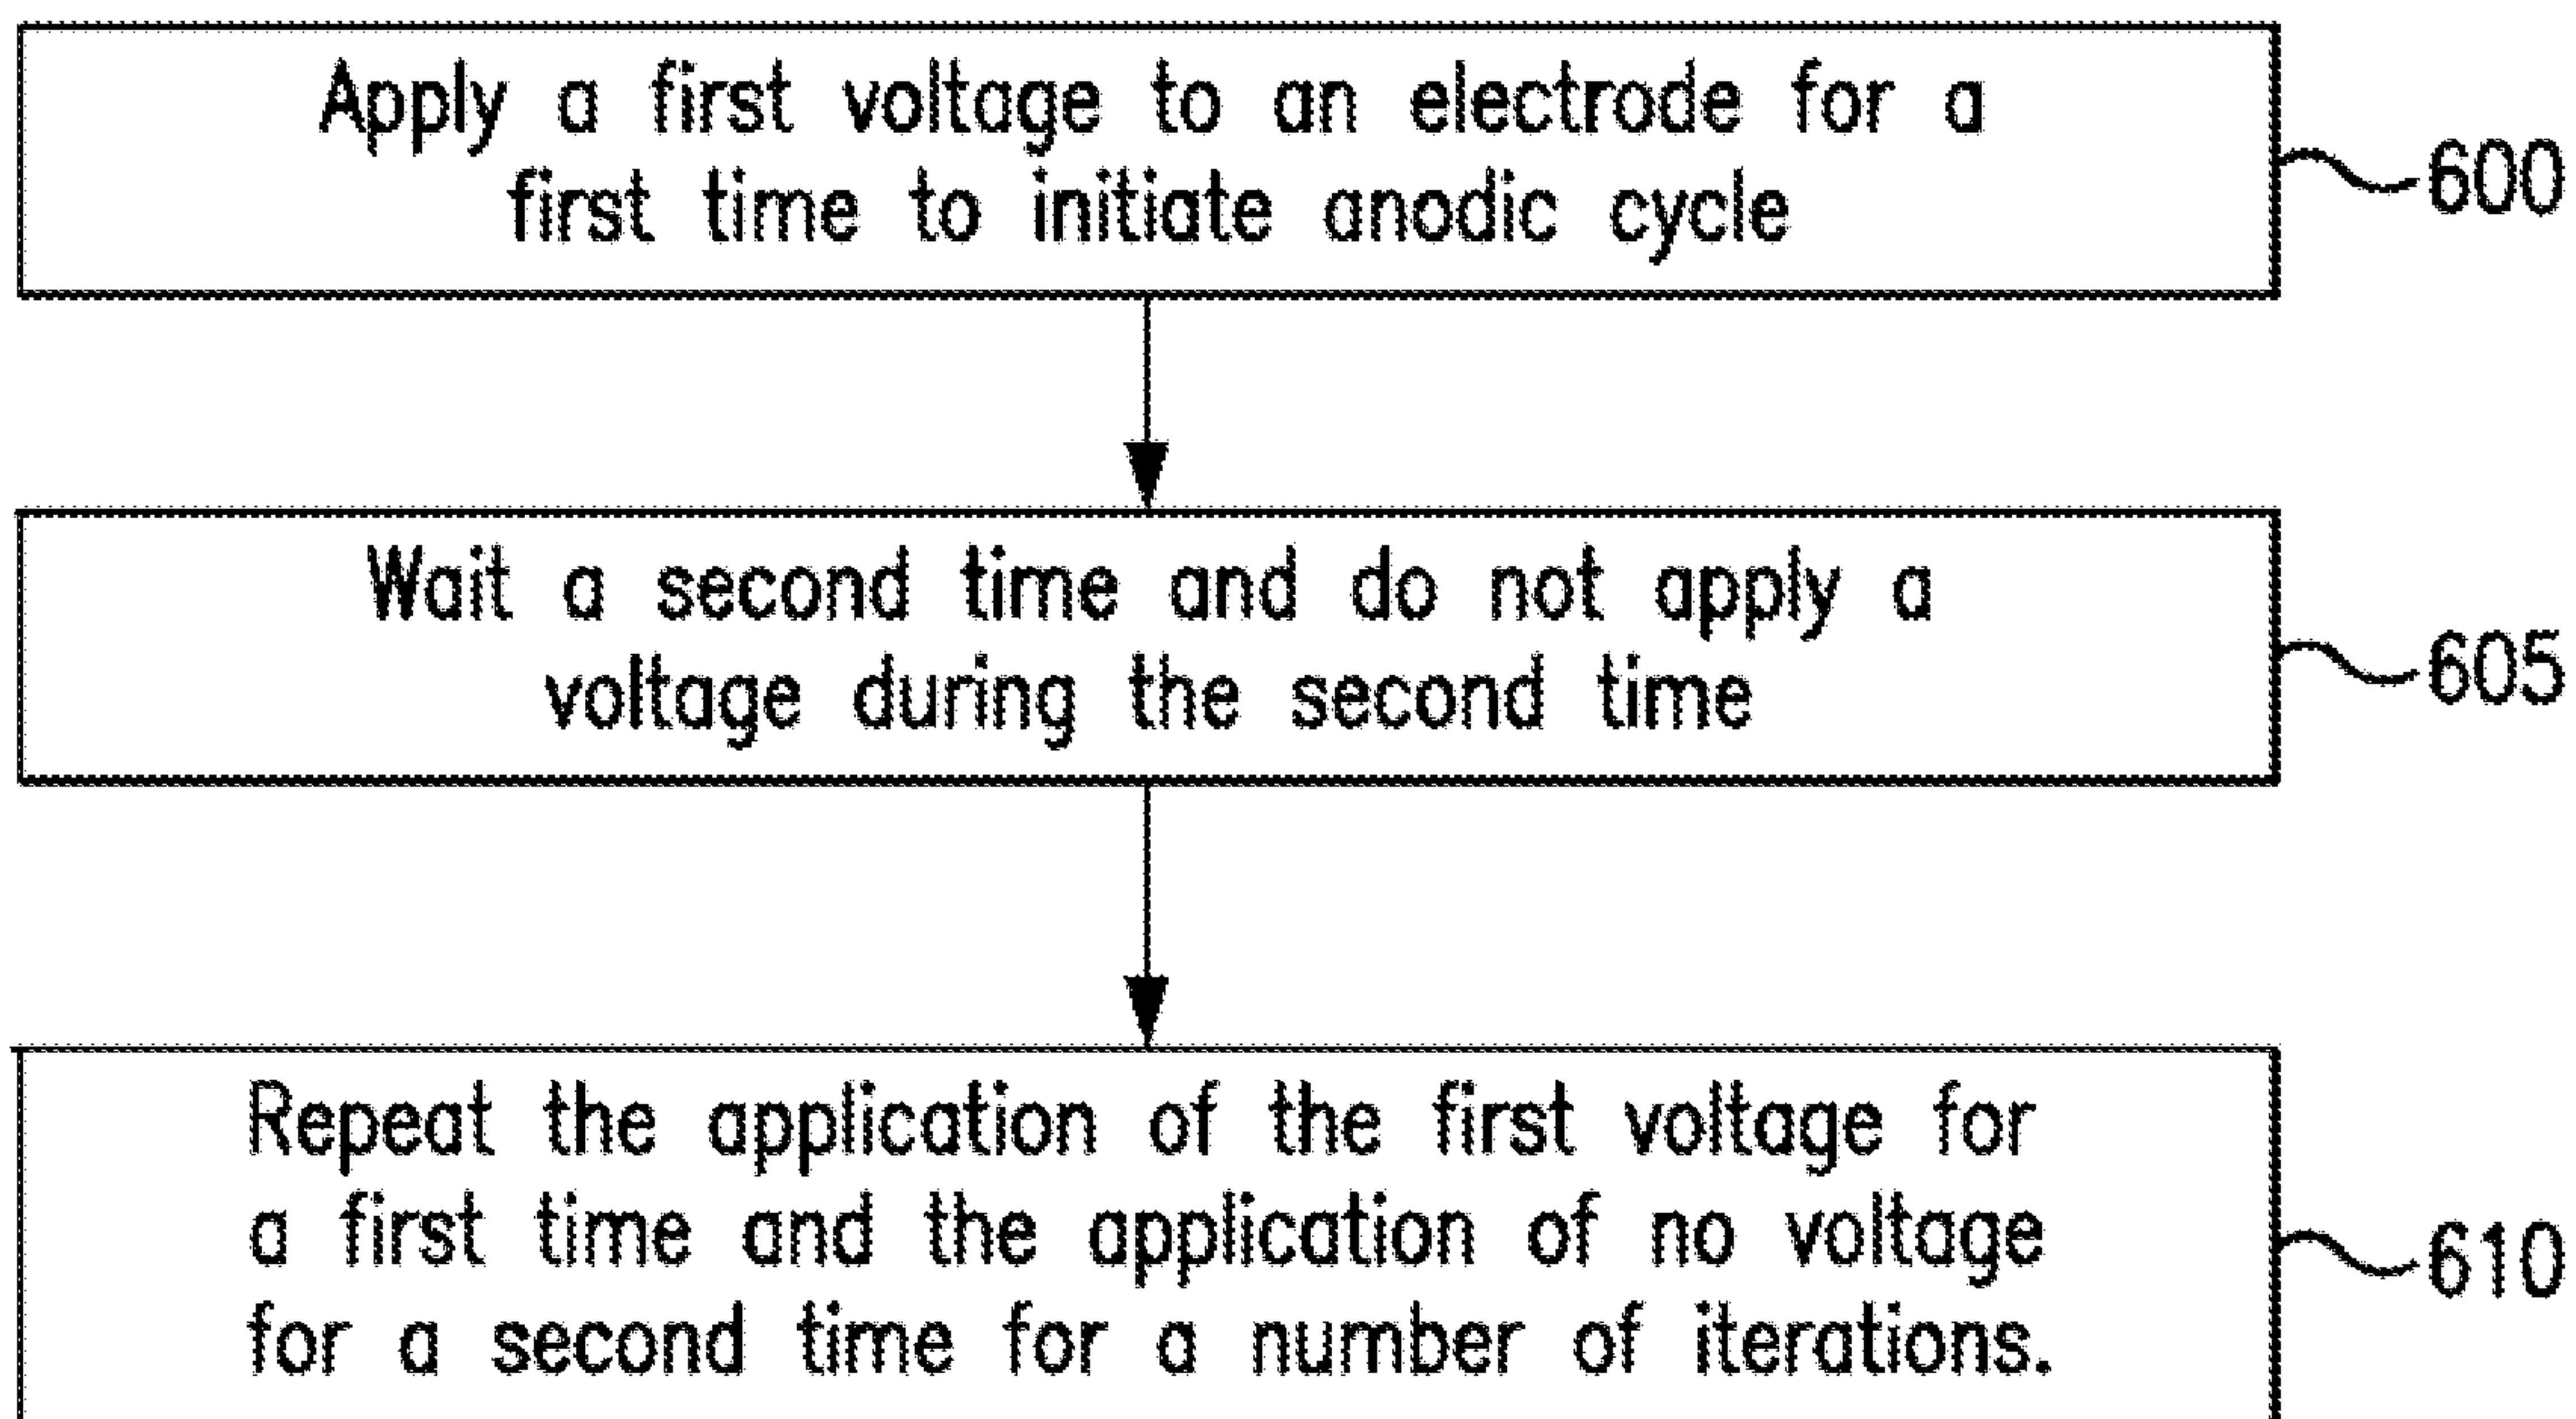 Apply a first voltage to an electrode for a
first time to initiate anodic cycle
600
Wait a second time and do not apply a
voltage during the second time
605
Repeat the application of the first voltage for
a first time and the application of no voltage
for a second time for a number of iterations.
610